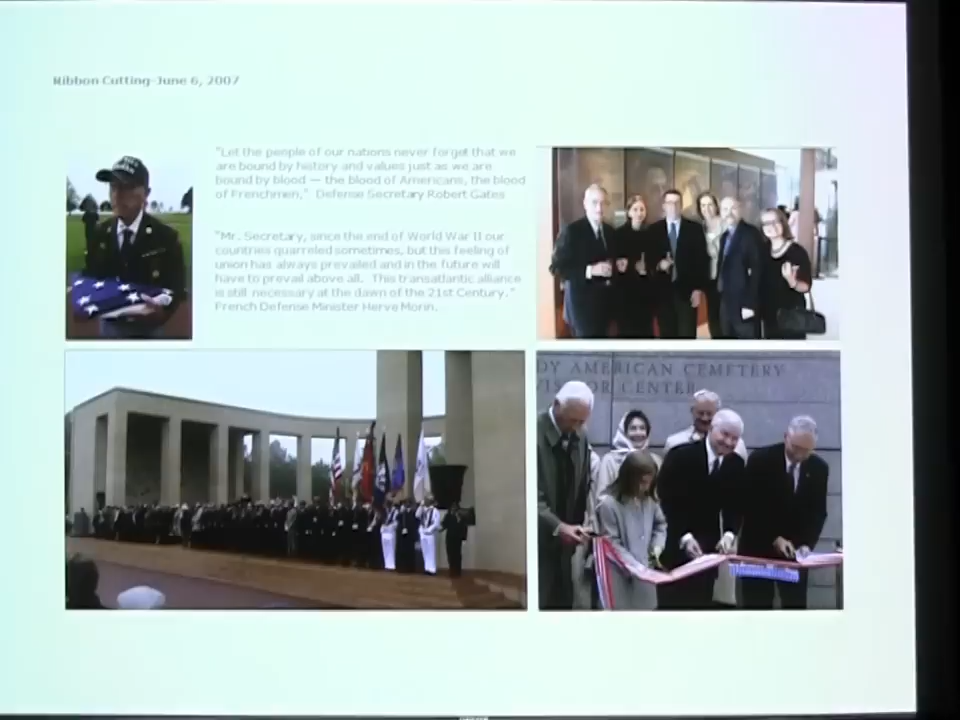 Ribbon Cutting-June 6, 2007
"Let the people of our nations never forget that we
are bound by history and values just as we are
bound by blood — the blood of Americans, the blood
of Frenchmen," Defense Secretary Robert Gates
"Mr. Secretary, since the end of World War II our
countries quarreled sometimes, but this feeling of
union has always prevailed and in the future will
have to prevail above all. This transatlantic alliance
is still necessary at the dawn of the 21st Century."
French Defense Minister Herve Morin.
DY AMERICAN CEMETERY
VISITOR CENTER